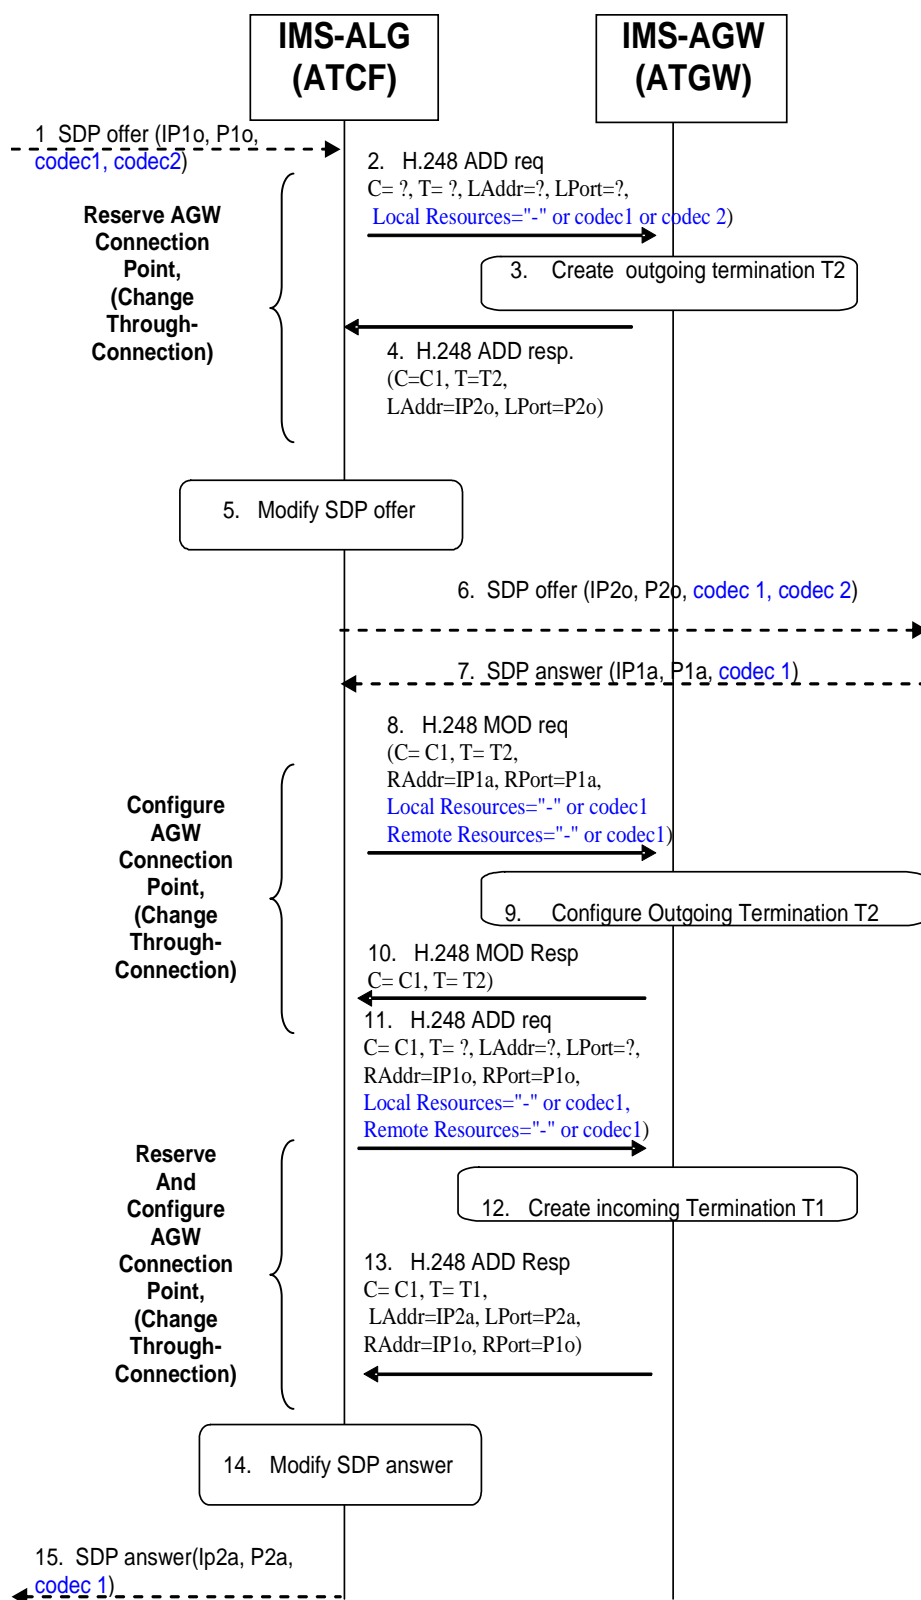 IMS-ALG
(ATCF)
IMS-AGW
(ATGW)
1 SDP offer (IP1o, P1o,
codec1, codec2)
2. H.248 ADD req
C= ?, T= ?, LAddr=?, LPort=?,
Local Resources="-" or codec1 or codec 2)
Reserve AGW
Connection
Point,
(Change
Through-
Connection)
3. Create outgoing termination T2
4. H.248 ADD resp.
(C=C1, T=T2,
LAddr=IP2o, LPort=P2o)
5. Modify SDP offer
6. SDP offer (IP2o, P2o, codec 1, codec 2)
7. SDP answer (IP1a, P1a, codec 1)
8. H.248 MOD req
(C= C1, T= T2,
RAddr=IP1a, RPort=P1a,
Local Resources="-" or codec1
Remote Resources="-" or codec1)
Configure
AGW
Connection
Point,
(Change
Through-
Connection)
9. Configure Outgoing Termination T2
10. H.248 MOD Resp
C= C1, T= T2)
11. H.248 ADD req
C= C1, T= ?, LAddr=?, LPort=?,
RAddr=IP1o, RPort=P1o,
Local Resources="-" or codec1,
Remote Resources="-" or codec1)
Reserve
And
Configure
AGW
Connection
Point,
(Change
Through-
Connection)
12. Create incoming Termination T1
13. H.248 ADD Resp
C= C1, T= T1,
LAddr=IP2a, LPort=P2a,
RAddr=IP1o, RPort=P1o)
14. Modify SDP answer
15. SDP answer(Ip2a, P2a,
codec 1)